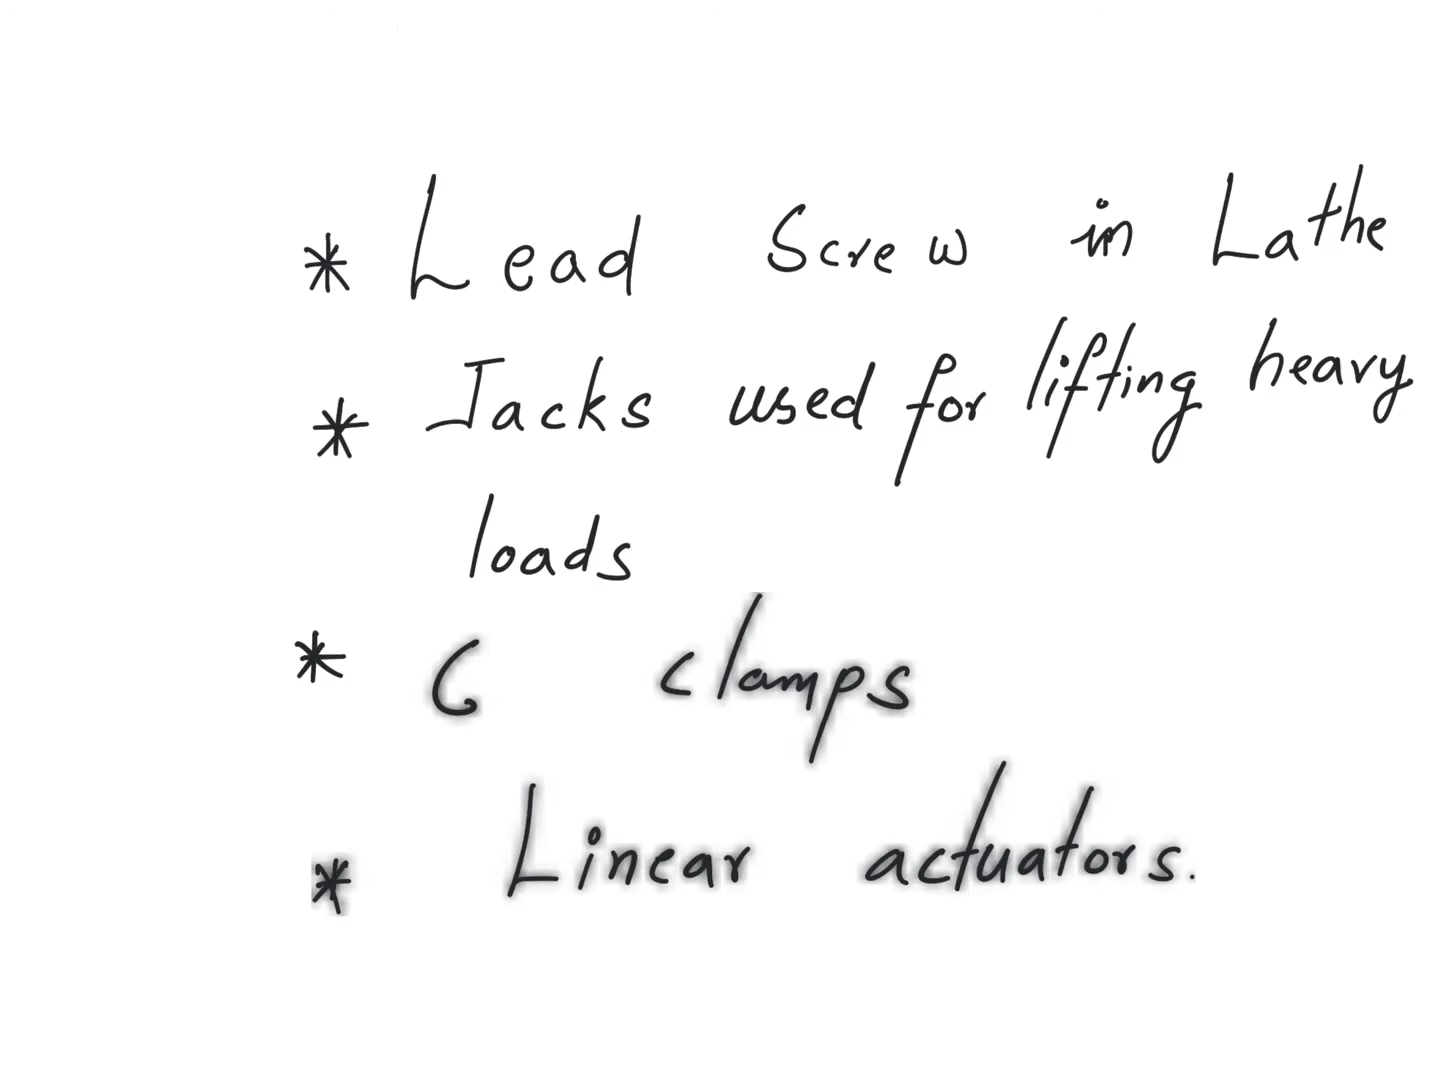 * Lead Screw in Lathe
* Jacks used for lifting heavy
loads
* C clamps
* Linear actuators.